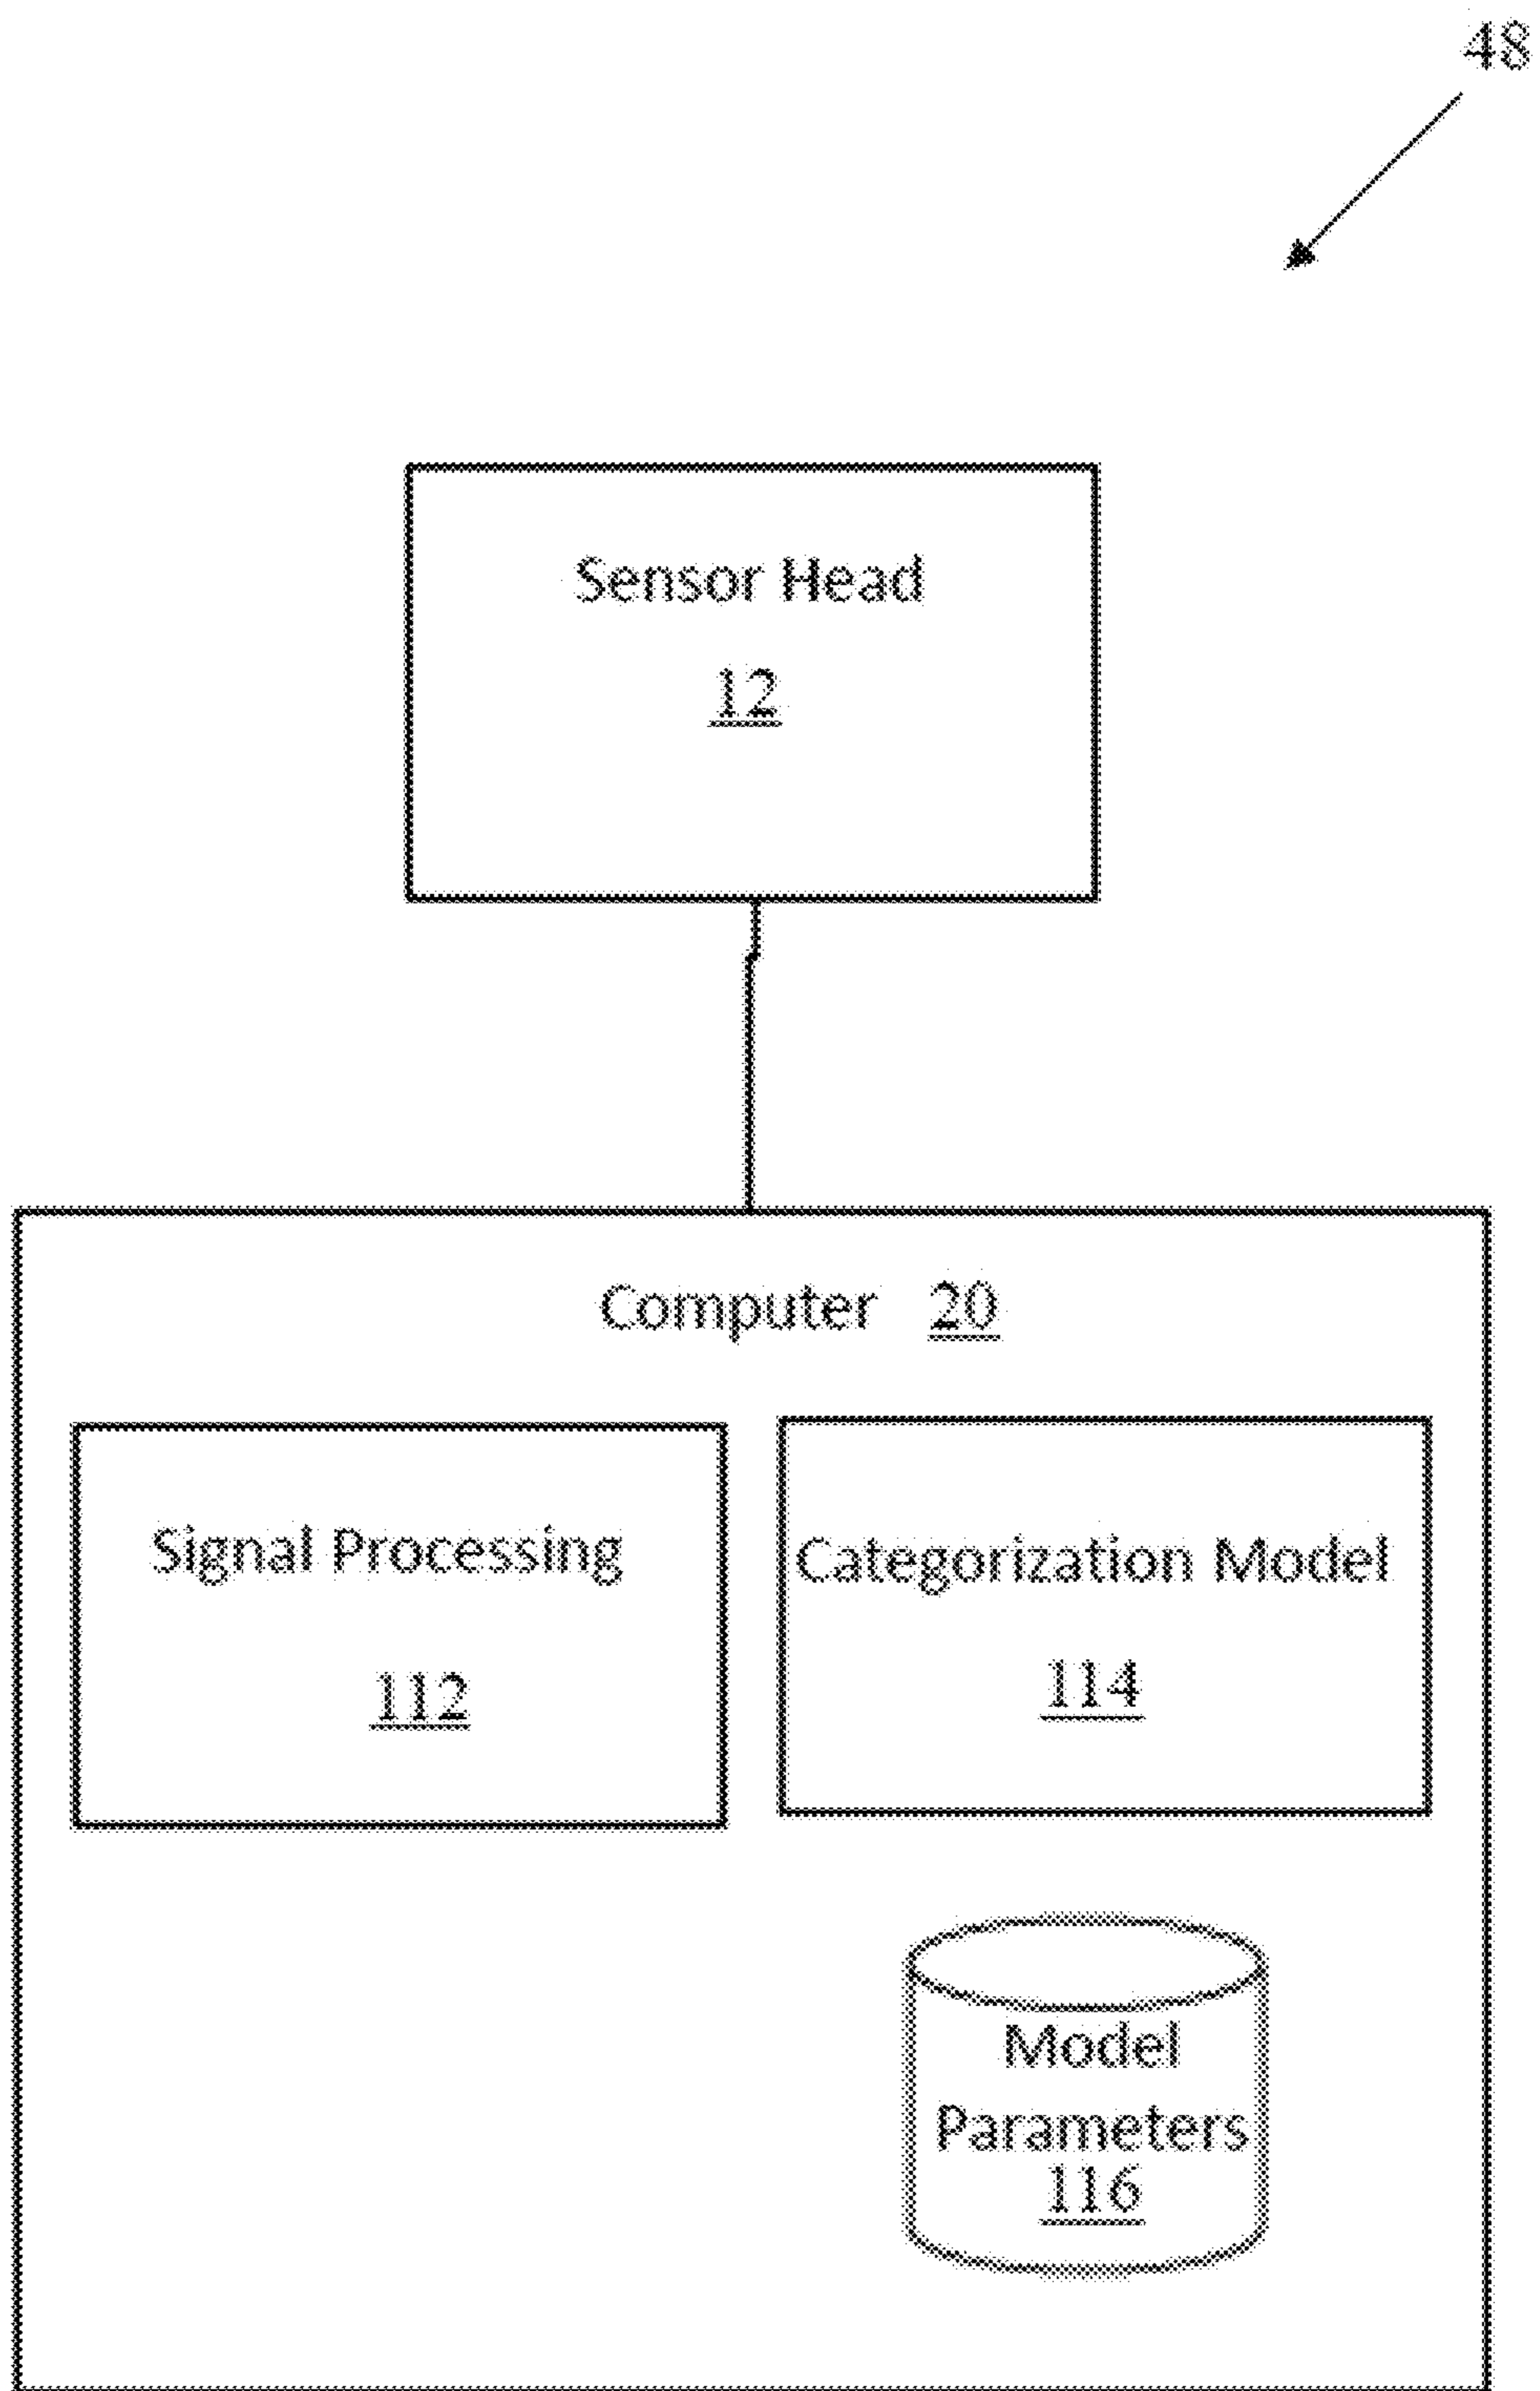 48
Sensor Head
12
Computer 20
Signal Processing
112
Categorization Model
114
Model
Parameters
116